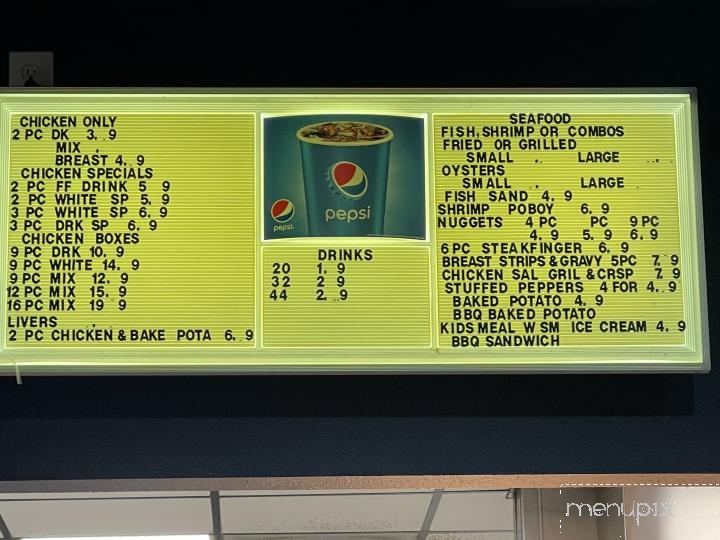 CHICKEN ONLY
2 PC DK 3. 9
MIX .
BREAST 4. 9
CHICKEN SPECIALS
2 PC FF DRINK 5 9
2 PC WHITE SP 5. 9
3 PC WHITE SP 6. 9
3 PC DRK SP 6. 9
CHICKEN BOXES
9 PC DRK 10. 9
9 PC WHITE 14. 9
9 PC MIX 12. 9
12 PC MIX 15. 9
16 PC MIX 19 9
LIVERS .
2 PC CHICKEN & BAKE POTA 6. 9
pepsi
pepsi.
DRINKS
20 1. 9
32 2 9
44 2. 9
SEAFOOD
FISH, SHRIMP OR COMBOS
FRIED OR GRILLED
SMALL . LARGE .
OYSTERS
SMALL . LARGE .
FISH SAND 4. 9
SHRIMP POBOY 6. 9
NUGGETS 4 PC PC 9 PC
4. 9 5. 9 6. 9
6 PC STEAKFINGER 6. 9
BREAST STRIPS & GRAVY 5PC 7. 9
CHICKEN SAL GRIL & CRSP 7. 9
STUFFED PEPPERS 4 FOR 4. 9
BAKED POTATO 4. 9
BBQ BAKED POTATO
KIDS MEAL W SM ICE CREAM 4. 9
BBQ SANDWICH
menupix